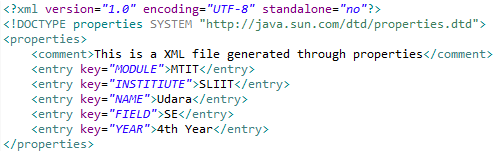 <?xml version="1.0" encoding="UTF-8" standalone="no"?>
<!DOCTYPE properties SYSTEM "http://java.sun.com/dtd/properties.dtd">
<properties>
<comment>This is a XML file generated through properties</comment>
<entry key="MODULE">MTIT</entry>
<entry key="INSTITIUTE">SLIIT</entry>
<entry key="NAME">Udara</entry>
<entry key="FIELD">SE</entry>
<entry key="YEAR">4th Year</entry>
</properties>